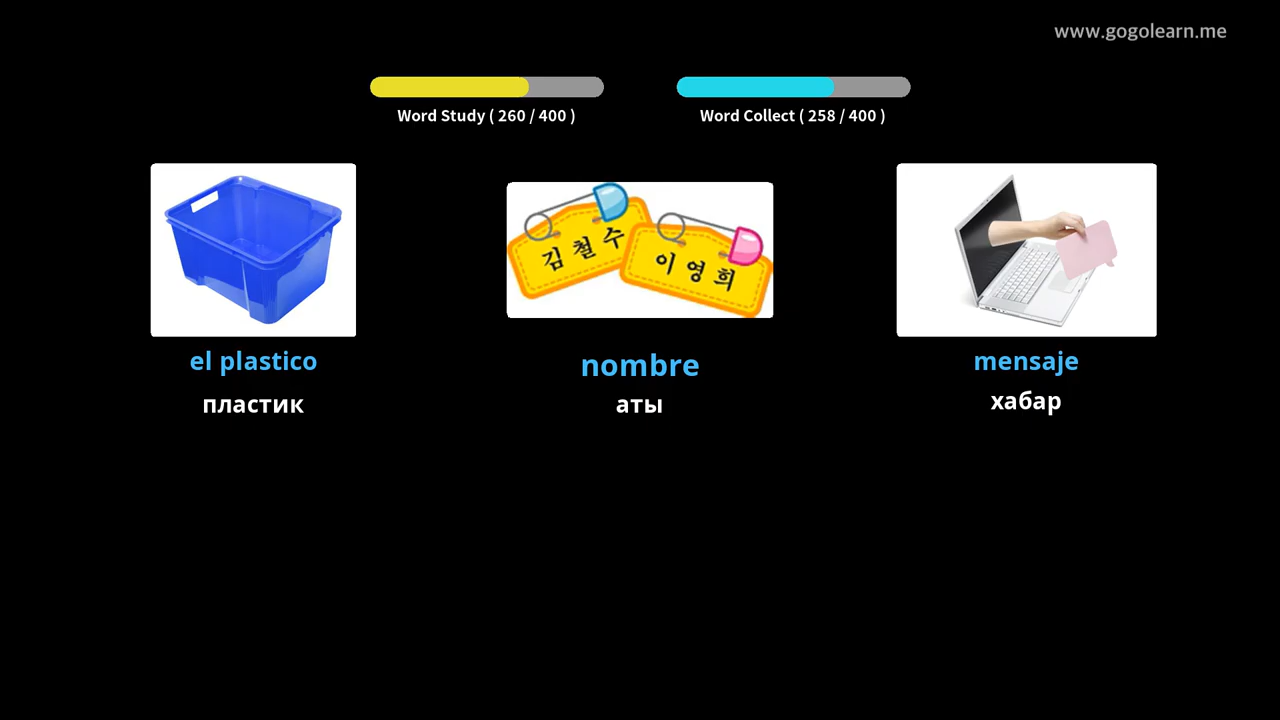 www.gogolearn.me
Word Study ( 260 / 400 )
Word Collect ( 258 / 400 )
김철수
이영희
el plastico
nombre
mensaje
пластик
аты
хабар